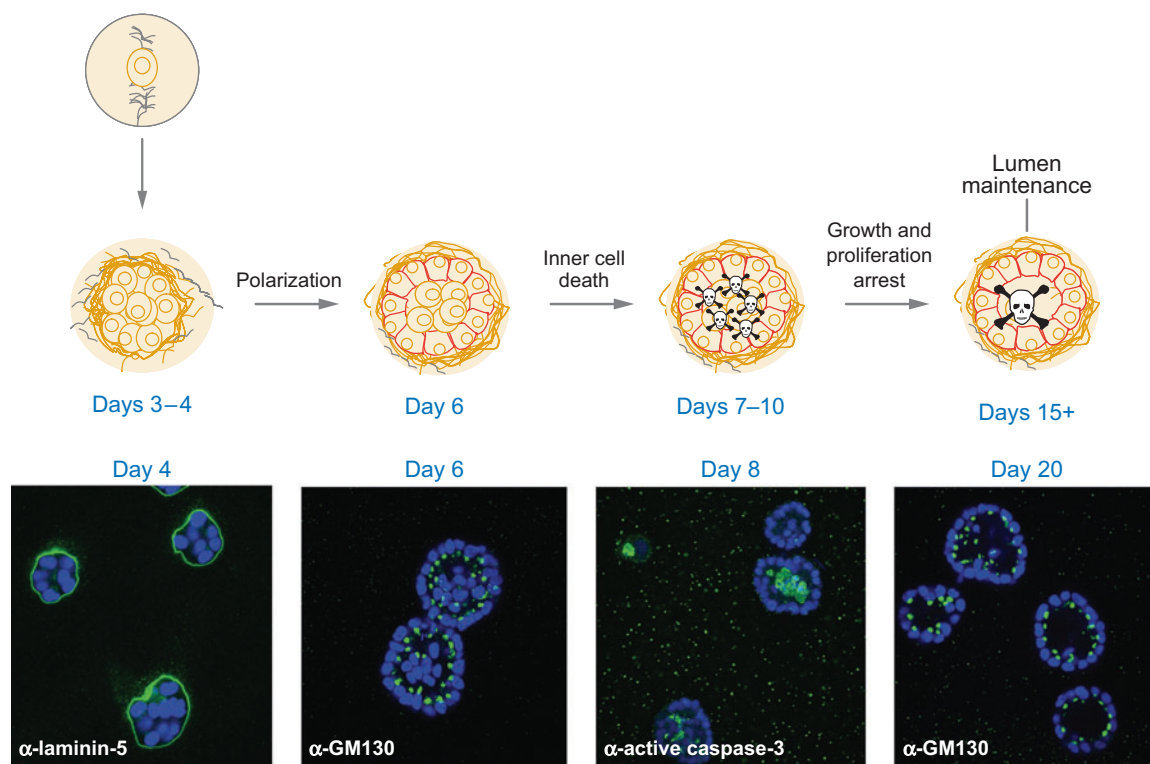 Lumen
maintenance
Polarization
Inner cell
death
Growth and
proliferation
arrest
Days 3–4
Day 6
Days 7–10
Days 15+
Day 4
Day 6
Day 8
Day 20
α-laminin-5
α-GM130
α-active caspase-3
α-GM130